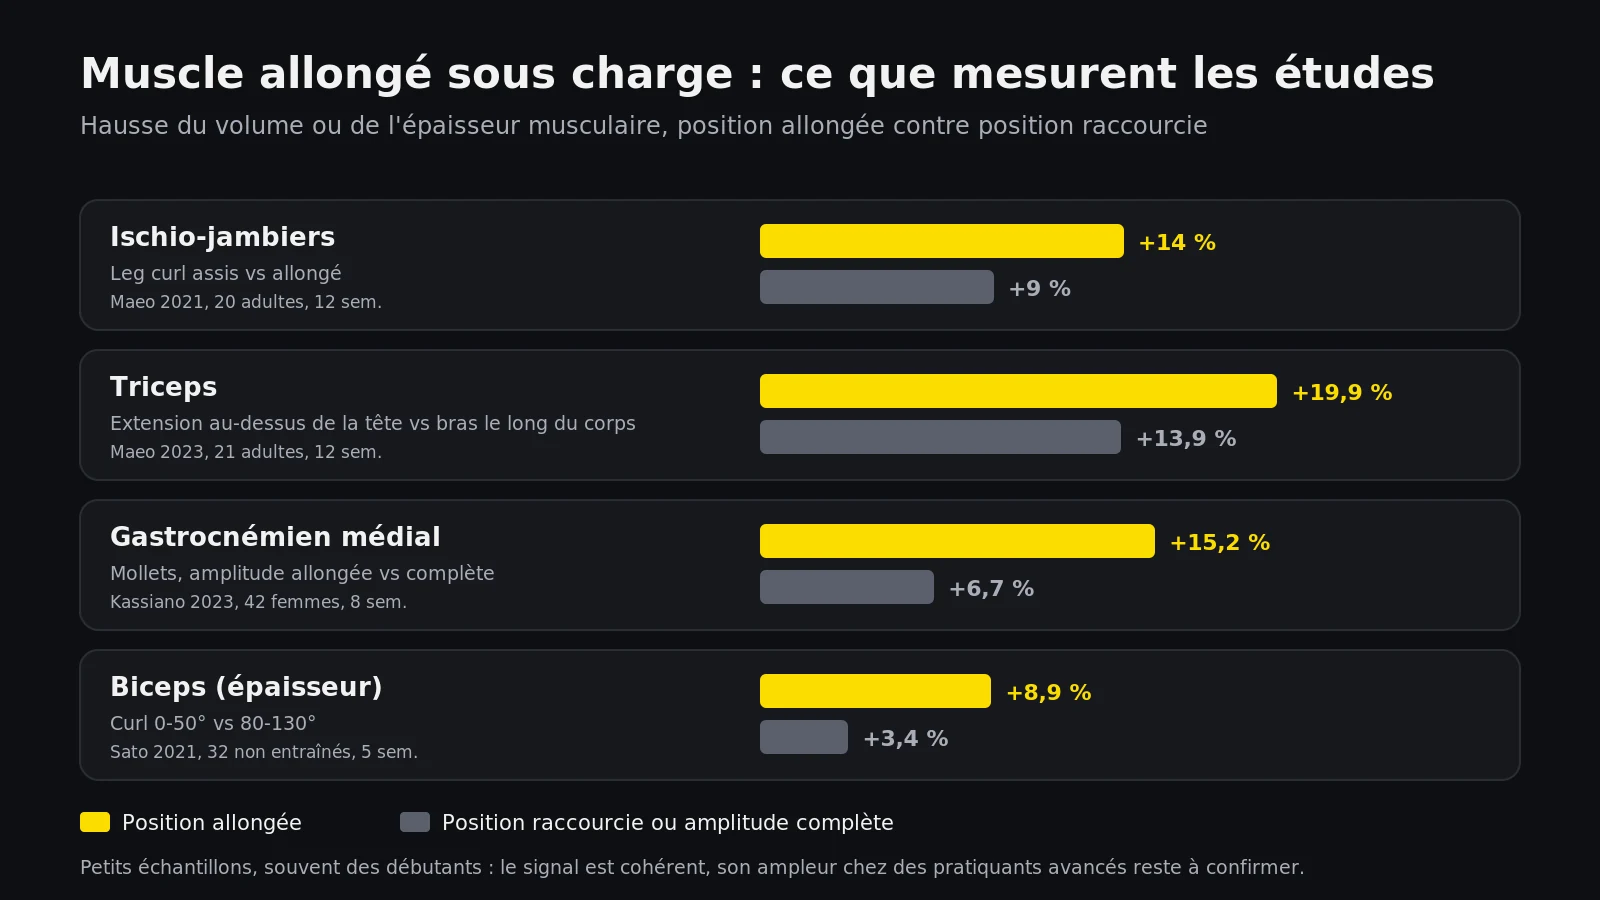 Muscle allongé sous charge : ce que mesurent les études
Hausse du volume ou de l'épaisseur musculaire, position allongée contre position raccourcie
Ischio-jambiers
Leg curl assis vs allongé
Maeo 2021, 20 adultes, 12 sem.
+14 %
+9 %
Triceps
Extension au-dessus de la tête vs bras le long du corps
Maeo 2023, 21 adultes, 12 sem.
+19,9 %
+13,9 %
Gastrocnémien médial
Mollets, amplitude allongée vs complète
Kassiano 2023, 42 femmes, 8 sem.
+15,2 %
+6,7 %
Biceps (épaisseur)
Curl 0-50° vs 80-130°
Sato 2021, 32 non entraînés, 5 sem.
+8,9 %
+3,4 %
Position allongée
Position raccourcie ou amplitude complète
Petits échantillons, souvent des débutants : le signal est cohérent, son ampleur chez des pratiquants avancés reste à confirmer.